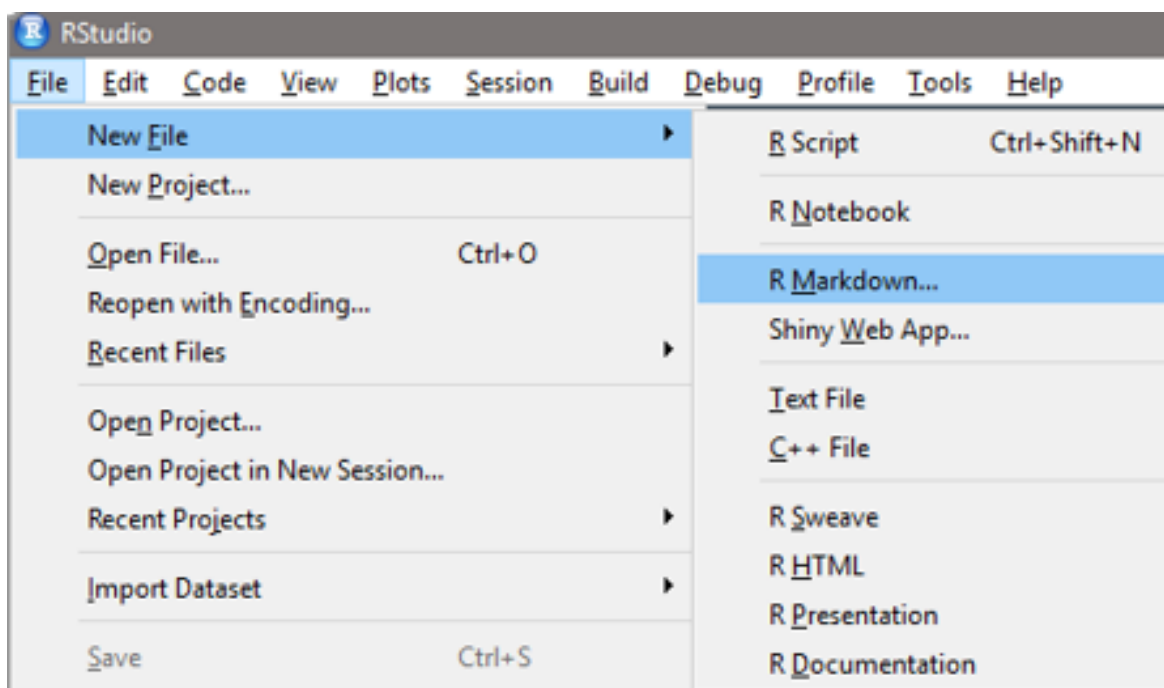 R RStudio
File Edit Code View Plots Session Build Debug Profile Tools Help
New File
New Project...
Open File... Ctrl+O
Reopen with Encoding...
Recent Files
Open Project...
Open Project in New Session...
Recent Projects
Import Dataset
Save Ctrl+S
R Script Ctrl+Shift+N
R Notebook
R Markdown...
Shiny Web App...
Text File
C++ File
R Sweave
R HTML
R Presentation
R Documentation